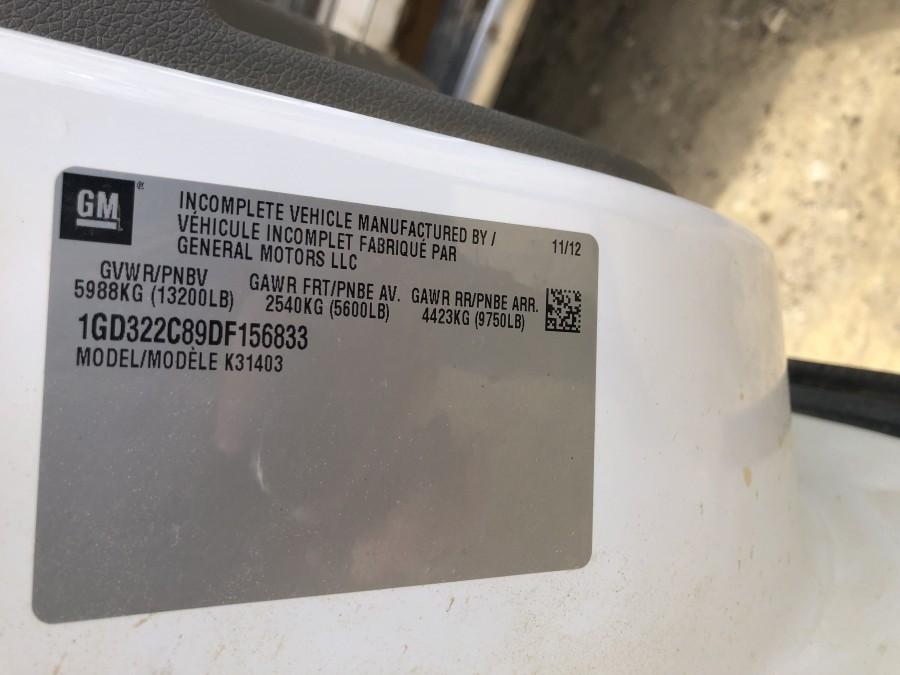 GM®
INCOMPLETE VEHICLE MANUFACTURED BY /
VÉHICULE INCOMPLET FABRIQUÉ PAR
GENERAL MOTORS LLC
11/12
GVWR/PNBV
5988KG (13200LB)
GAWR FRT/PNBE AV.
2540KG (5600LB)
GAWR RR/PNBE ARR.
4423KG (9750LB)
1GD322C89DF156833
MODEL/MODÈLE K31403